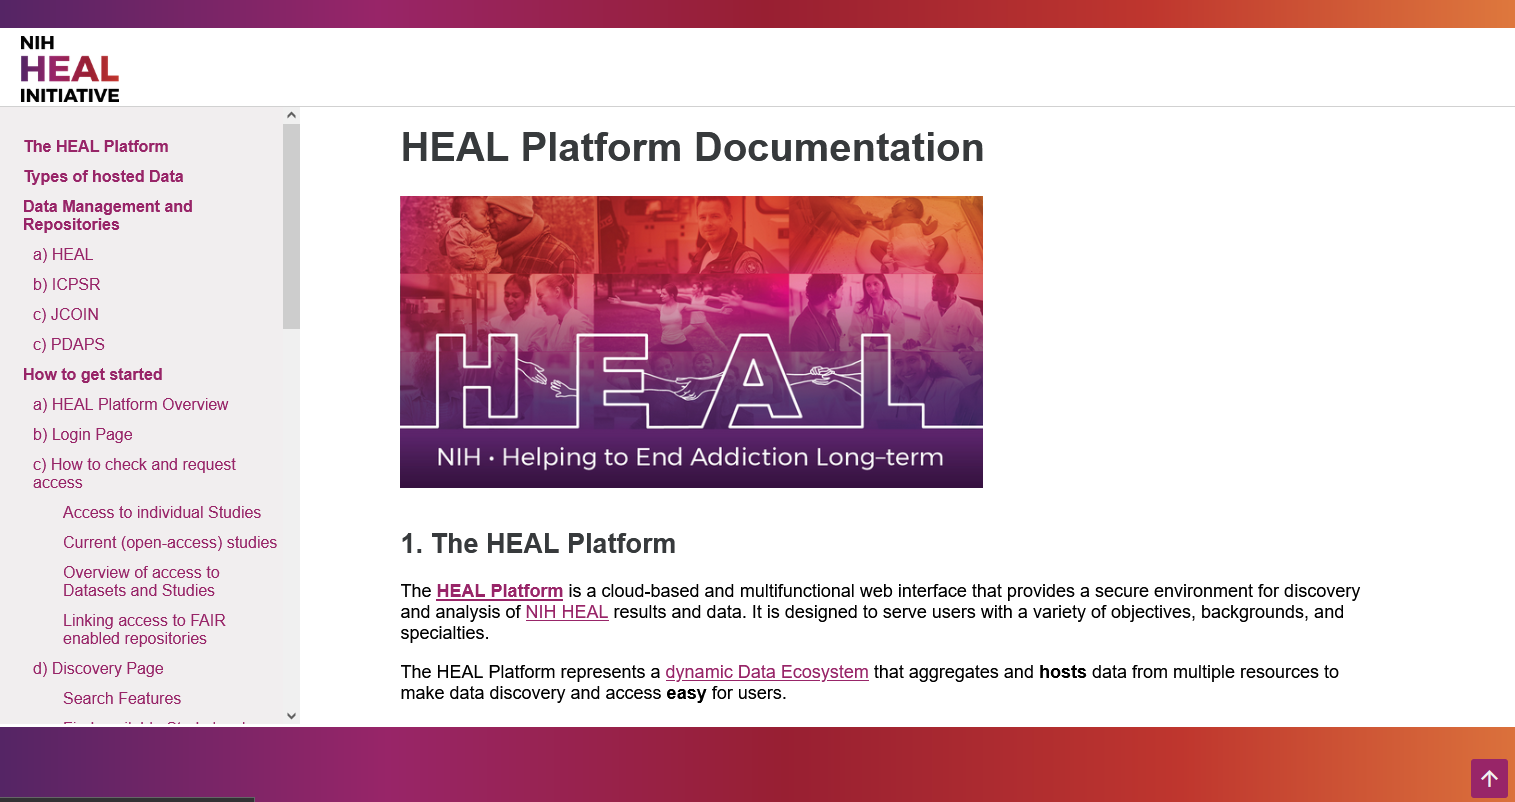 NIH
HEAL
INITIATIVE
The HEAL Platform
Types of hosted Data
Data Management and
Repositories
a) HEAL
b) ICPSR
c) JCOIN
c) PDAPS
How to get started
a) HEAL Platform Overview
b) Login Page
c) How to check and request
access
Access to individual Studies
Current (open-access) studies
Overview of access to
Datasets and Studies
Linking access to FAIR
enabled repositories
d) Discovery Page
Search Features
HEAL Platform Documentation
HEAL
NIH • Helping to End Addiction Long-term
1. The HEAL Platform
The HEAL Platform is a cloud-based and multifunctional web interface that provides a secure environment for discovery
and analysis of NIH HEAL results and data. It is designed to serve users with a variety of objectives, backgrounds, and
specialties.
The HEAL Platform represents a dynamic Data Ecosystem that aggregates and hosts data from multiple resources to
make data discovery and access easy for users.